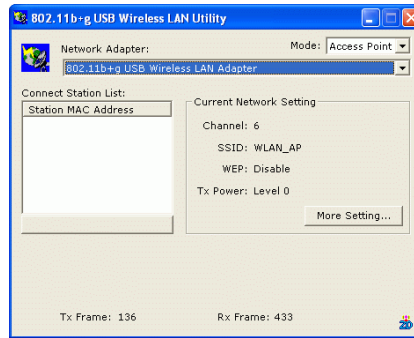 802.11b+g USB Wireless LAN Utility
Network Adapter:
Mode: Access Point
802.11b+g USB Wireless LAN Adapter
Connect Station List:
Station MAC Address
Current Network Setting
Channel: 6
SSID: WLAN_AP
WEP: Disable
Tx Power: Level 0
More Setting...
Tx Frame: 136
Rx Frame: 433